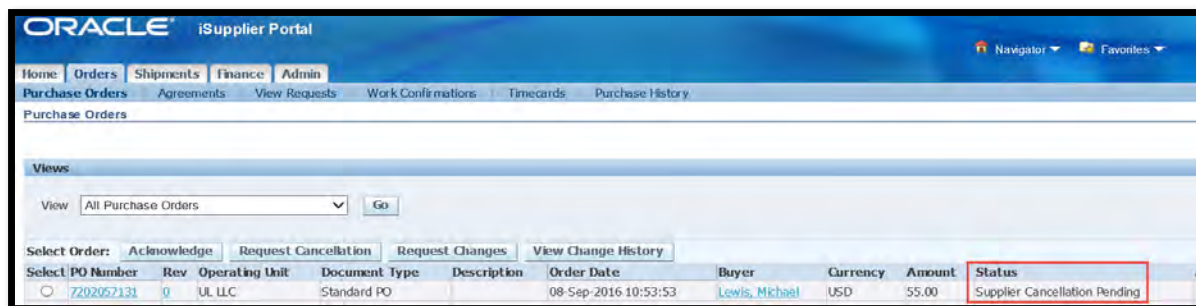 ORACLE® iSupplier Portal
Navigator Favorites
Home Orders Shipments Finance Admin
Purchase Orders Agreements View Requests Work Confirmations Timecards Purchase History
Purchase Orders
Views
View All Purchase Orders Go
Select Order: Acknowledge Request Cancellation Request Changes View Change History
Select PO Number Rev Operating Unit Document Type Description Order Date Buyer Currency Amount Status
7202057131 0 UL LLC Standard PO 08-Sep-2016 10:53:53 Lewis, Michael USD 55.00 Supplier Cancellation Pending